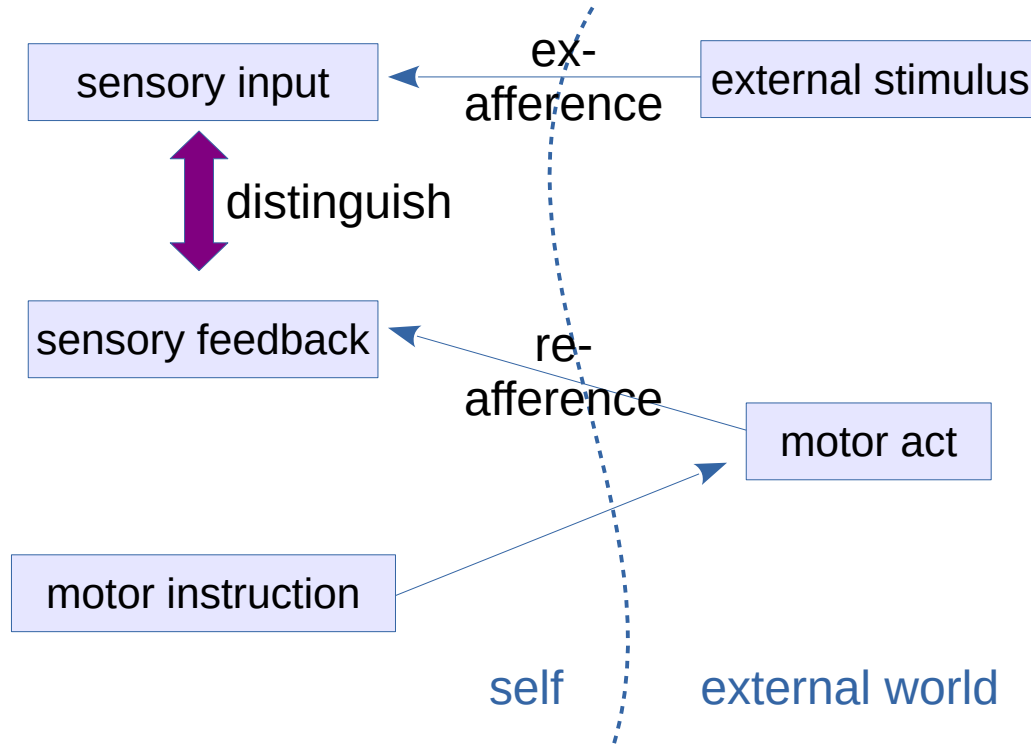 sensory input
ex-
afference
external stimulus
distinguish
sensory feedback
re-
afference
motor act
motor instruction
self
external world